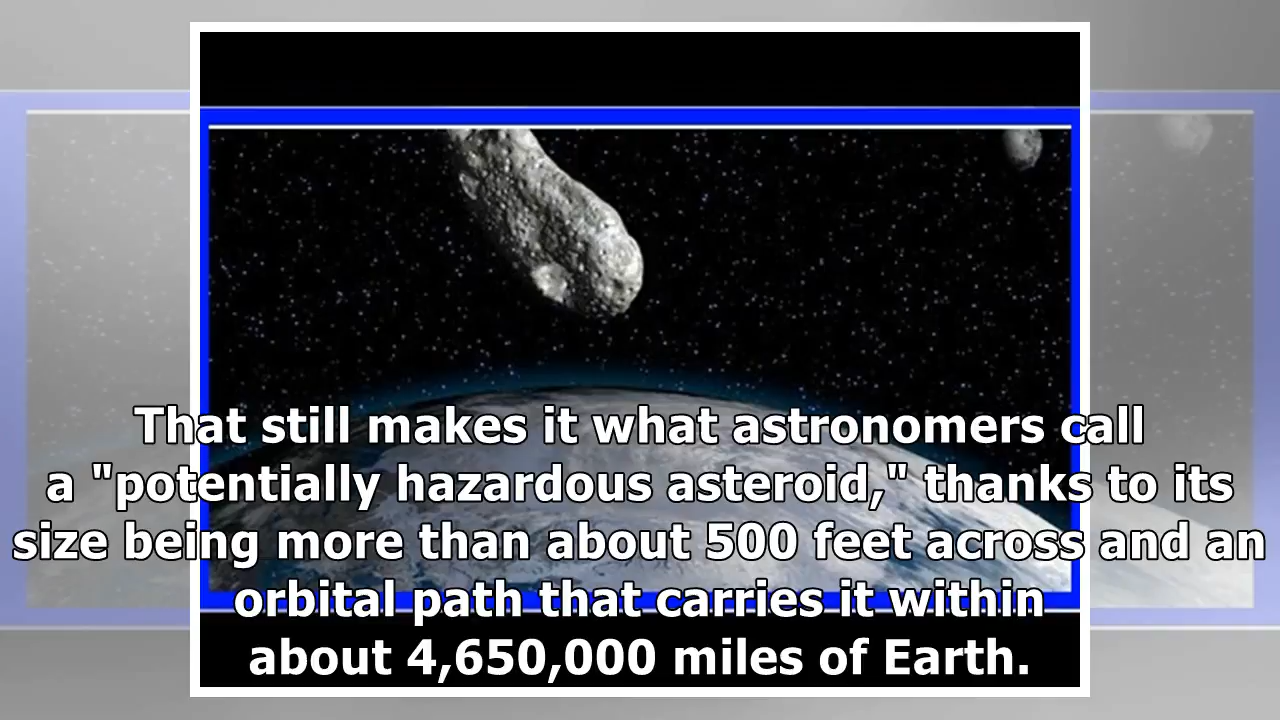 That still makes it what astronomers call
a "potentially hazardous asteroid," thanks to its
size being more than about 500 feet across and an
orbital path that carries it within
about 4,650,000 miles of Earth.